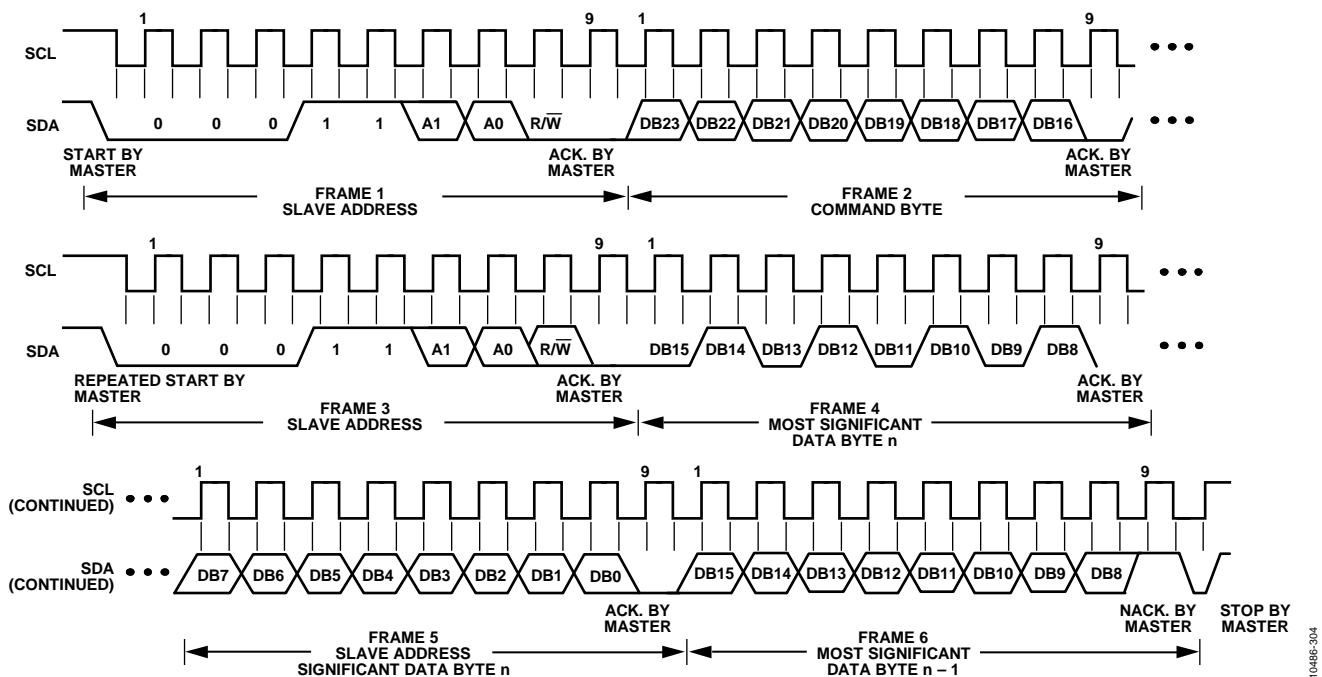 1 9 1 9
SCL
SDA 0 0 0 1 1 A1 A0 R/W̅ DB23 DB22 DB21 DB20 DB19 DB18 DB17 DB16
START BY
MASTER
ACK. BY
MASTER
ACK. BY
MASTER
FRAME 1
SLAVE ADDRESS
FRAME 2
COMMAND BYTE
1 9 1 9
SCL
SDA 0 0 0 1 1 A1 A0 R/W̅ DB15 DB14 DB13 DB12 DB11 DB10 DB9 DB8
REPEATED START BY
MASTER
ACK. BY
MASTER
ACK. BY
MASTER
FRAME 3
SLAVE ADDRESS
FRAME 4
MOST SIGNIFICANT
DATA BYTE n
1 9 1 9
SCL
(CONTINUED)
SDA
(CONTINUED)
DB7 DB6 DB5 DB4 DB3 DB2 DB1 DB0 DB15 DB14 DB13 DB12 DB11 DB10 DB9 DB8
ACK. BY
MASTER
NACK. BY
MASTER
STOP BY
MASTER
FRAME 5
SLAVE ADDRESS
SIGNIFICANT DATA BYTE n
FRAME 6
MOST SIGNIFICANT
DATA BYTE n – 1
10486-304